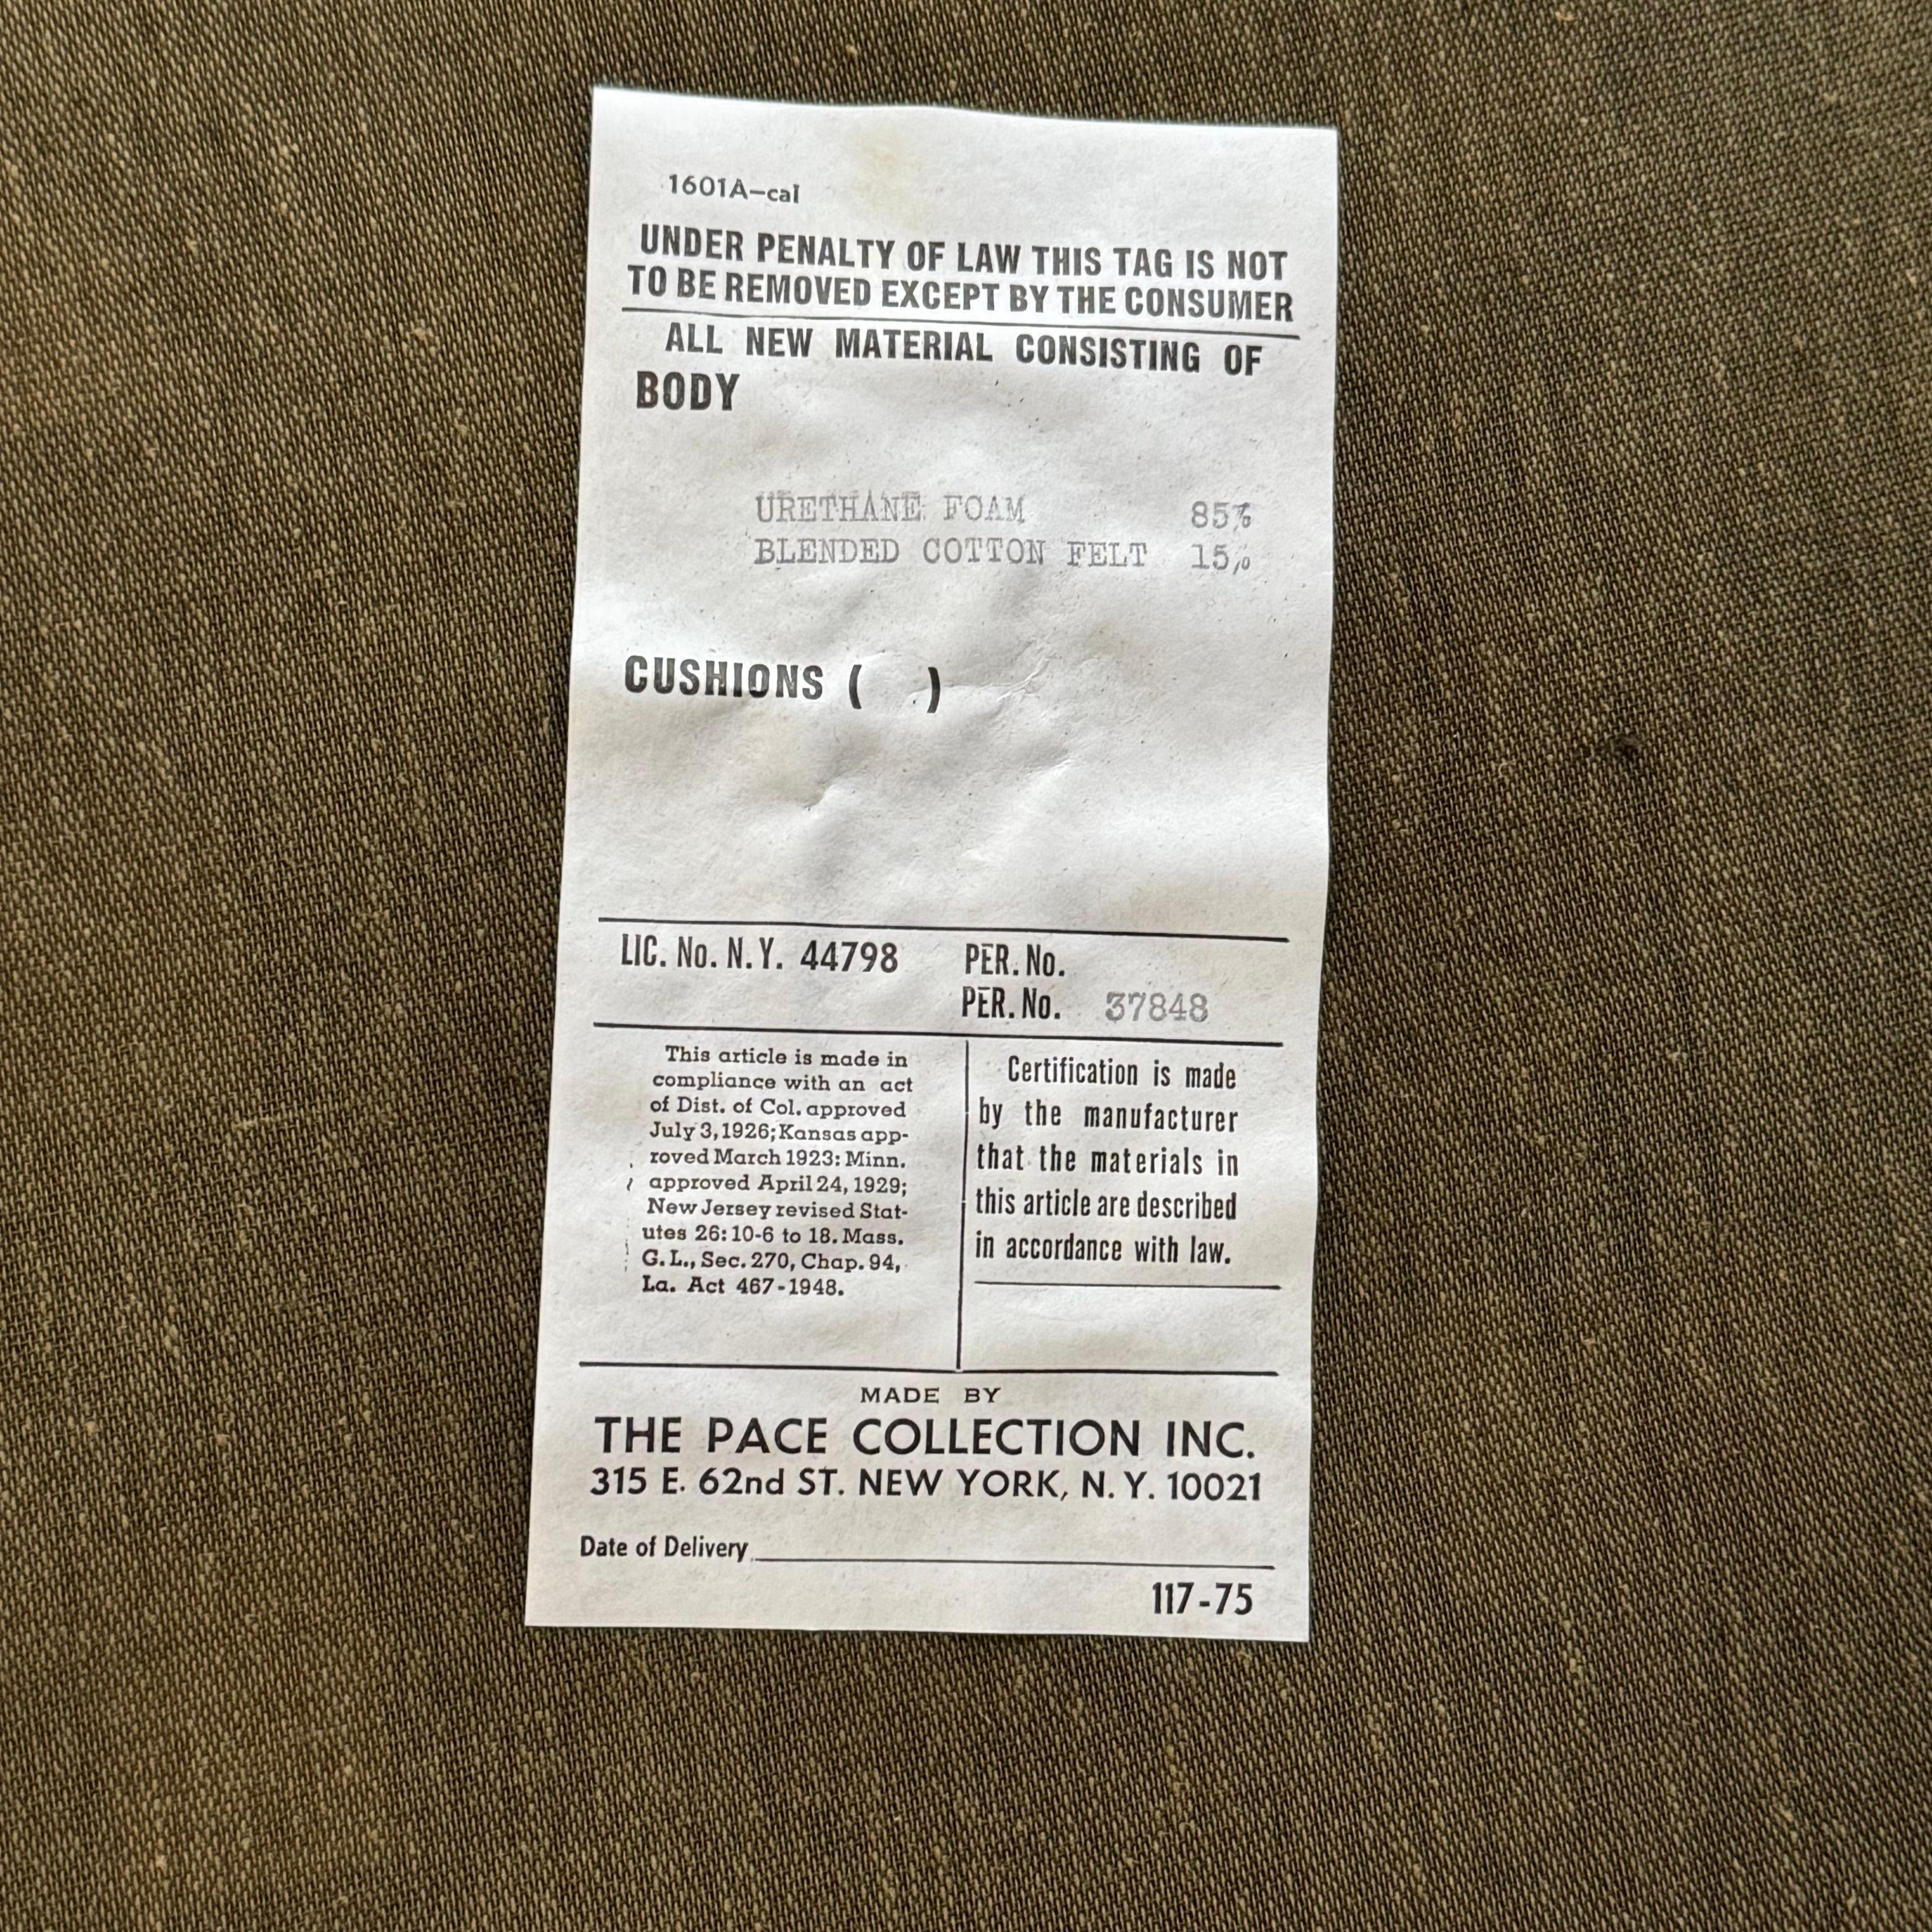 1601A-cal
UNDER PENALTY OF LAW THIS TAG IS NOT
TO BE REMOVED EXCEPT BY THE CONSUMER
ALL NEW MATERIAL CONSISTING OF
BODY
URETHANE FOAM 85%
BLENDED COTTON FELT 15%
CUSHIONS ( )
LIC. No. N.Y. 44798 PER. No.
PER. No. 37848
This article is made in
compliance with an act
of Dist. of Col. approved
July 3, 1926; Kansas app-
roved March 1923: Minn.
approved April 24, 1929;
New Jersey revised Stat-
utes 26: 10-6 to 18. Mass.
G. L., Sec. 270, Chap. 94,
La. Act 467-1948.
Certification is made
by the manufacturer
that the materials in
this article are described
in accordance with law.
MADE BY
THE PACE COLLECTION INC.
315 E. 62nd ST. NEW YORK, N. Y. 10021
Date of Delivery
117-75